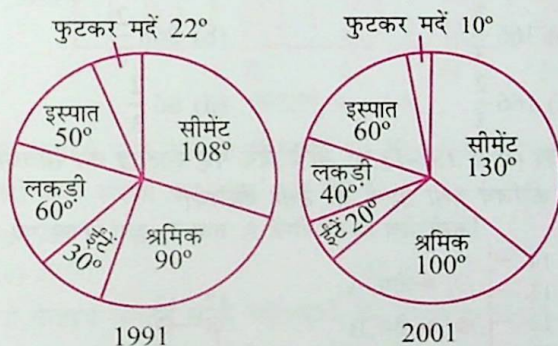 फुटकर मदें 22°
इस्पात
50°
सीमेंट
108°
लकड़ी
60°
ईंटें
30°
श्रमिक
90°
1991
फुटकर मदें 10°
इस्पात
60°
सीमेंट
130°
लकड़ी
40°
ईंटें 20°
श्रमिक
100°
2001